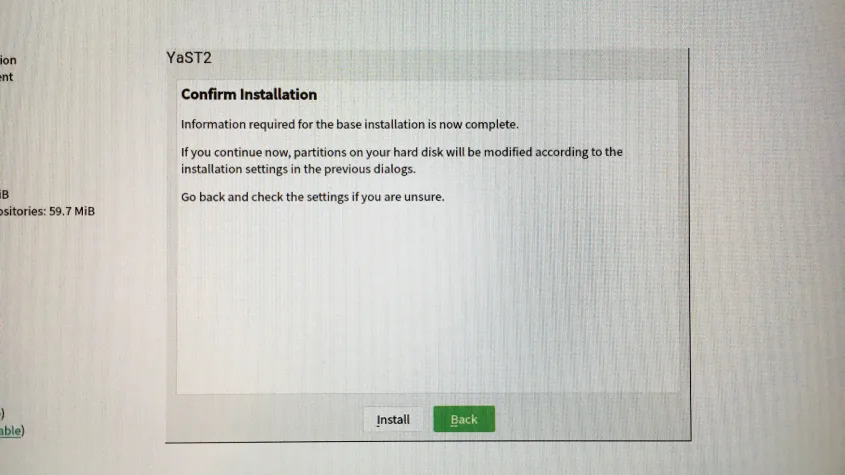 YaST2
Confirm Installation
Information required for the base installation is now complete.
If you continue now, partitions on your hard disk will be modified according to the
installation settings in the previous dialogs.
Go back and check the settings if you are unsure.
Install
Back
ion
ent
iB
ositories: 59.7 MiB
)
able)